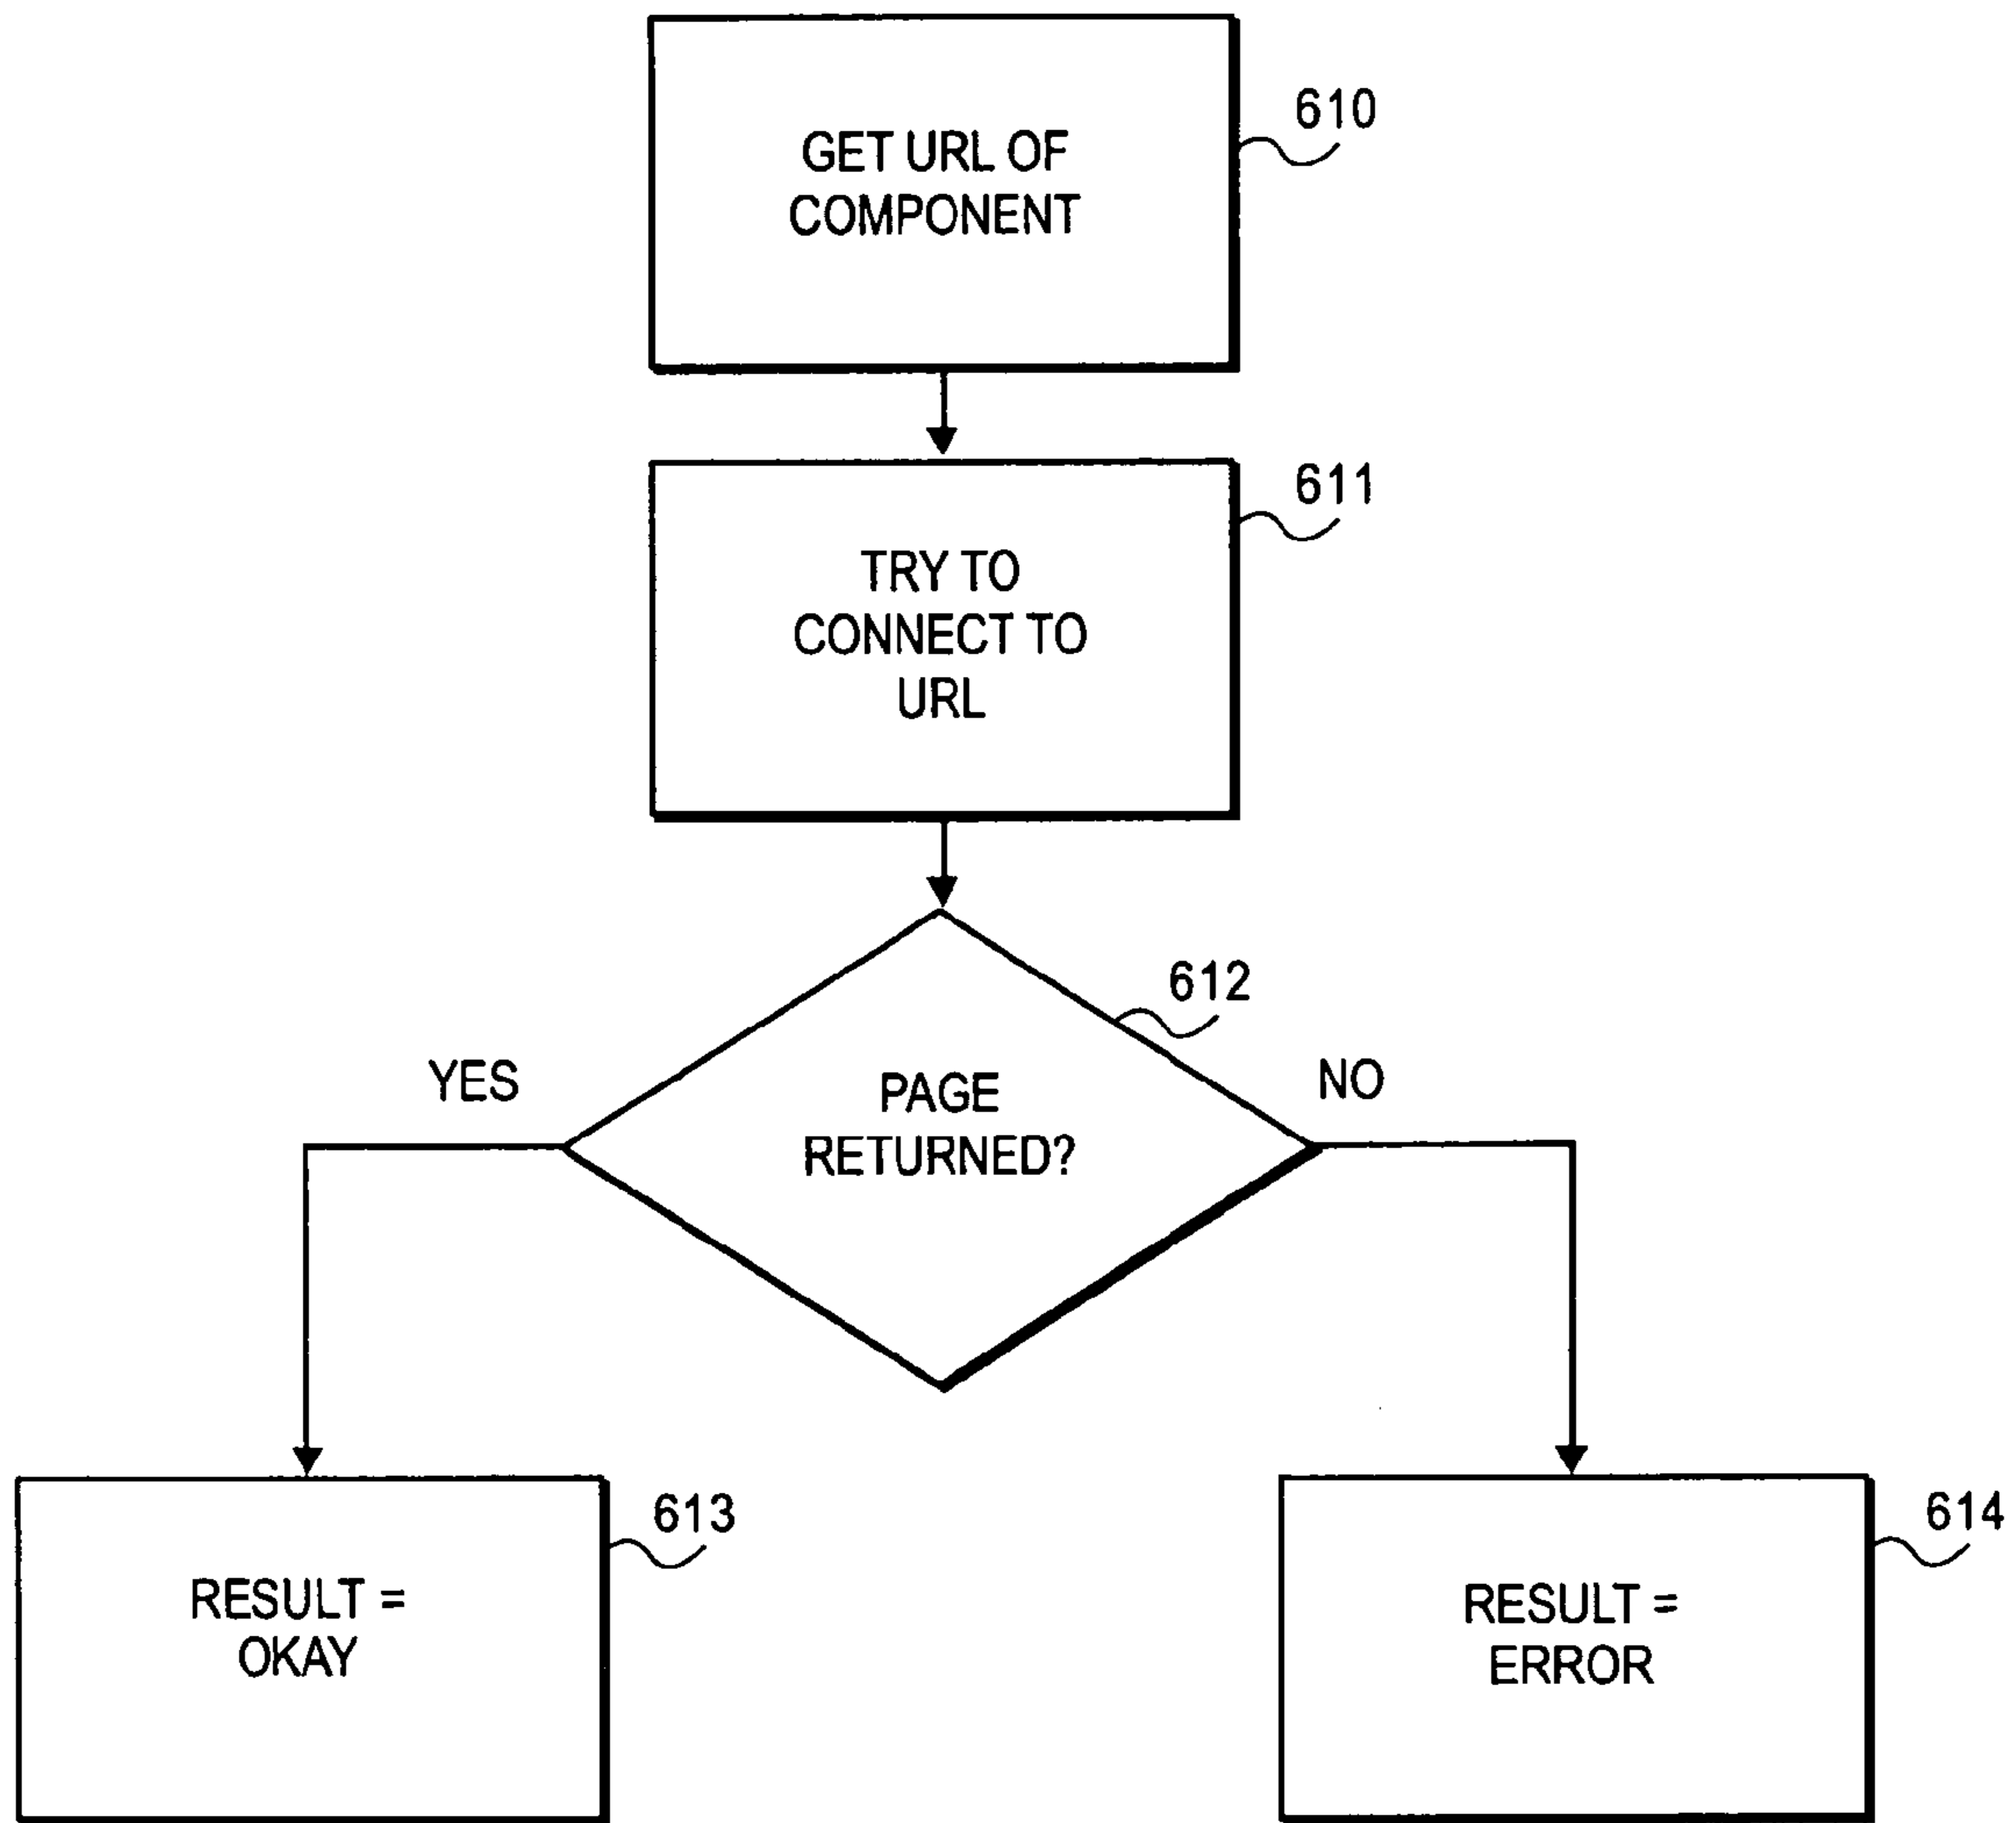 GET URL OF
COMPONENT
610
TRY TO
CONNECT TO
URL
611
612
YES
PAGE
RETURNED?
NO
RESULT =
OKAY
613
RESULT =
ERROR
614